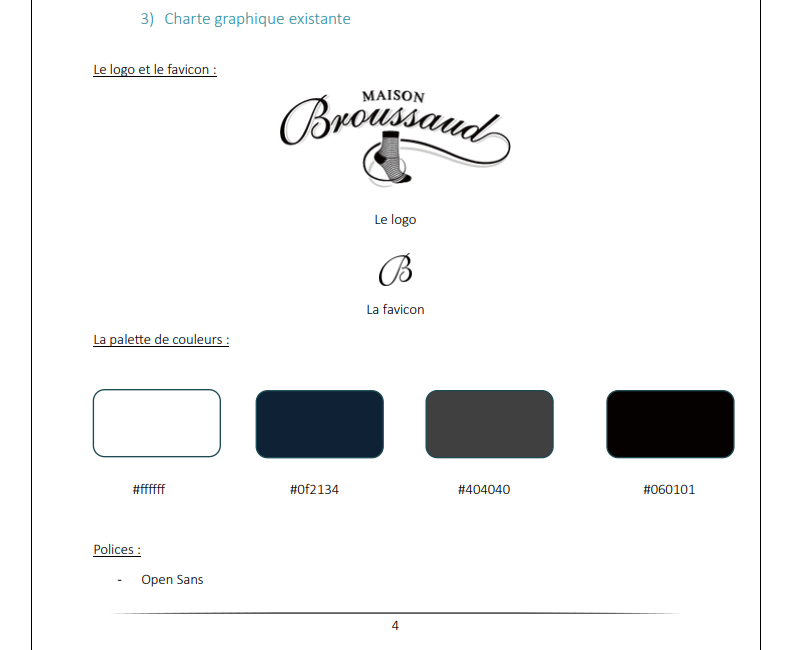 3) Charte graphique existante
Le logo et le favicon :
MAISON
Broussaud
Le logo
B
La favicon
La palette de couleurs :
#ffffff #0f2134 #404040 #060101
Polices :
- Open Sans
4